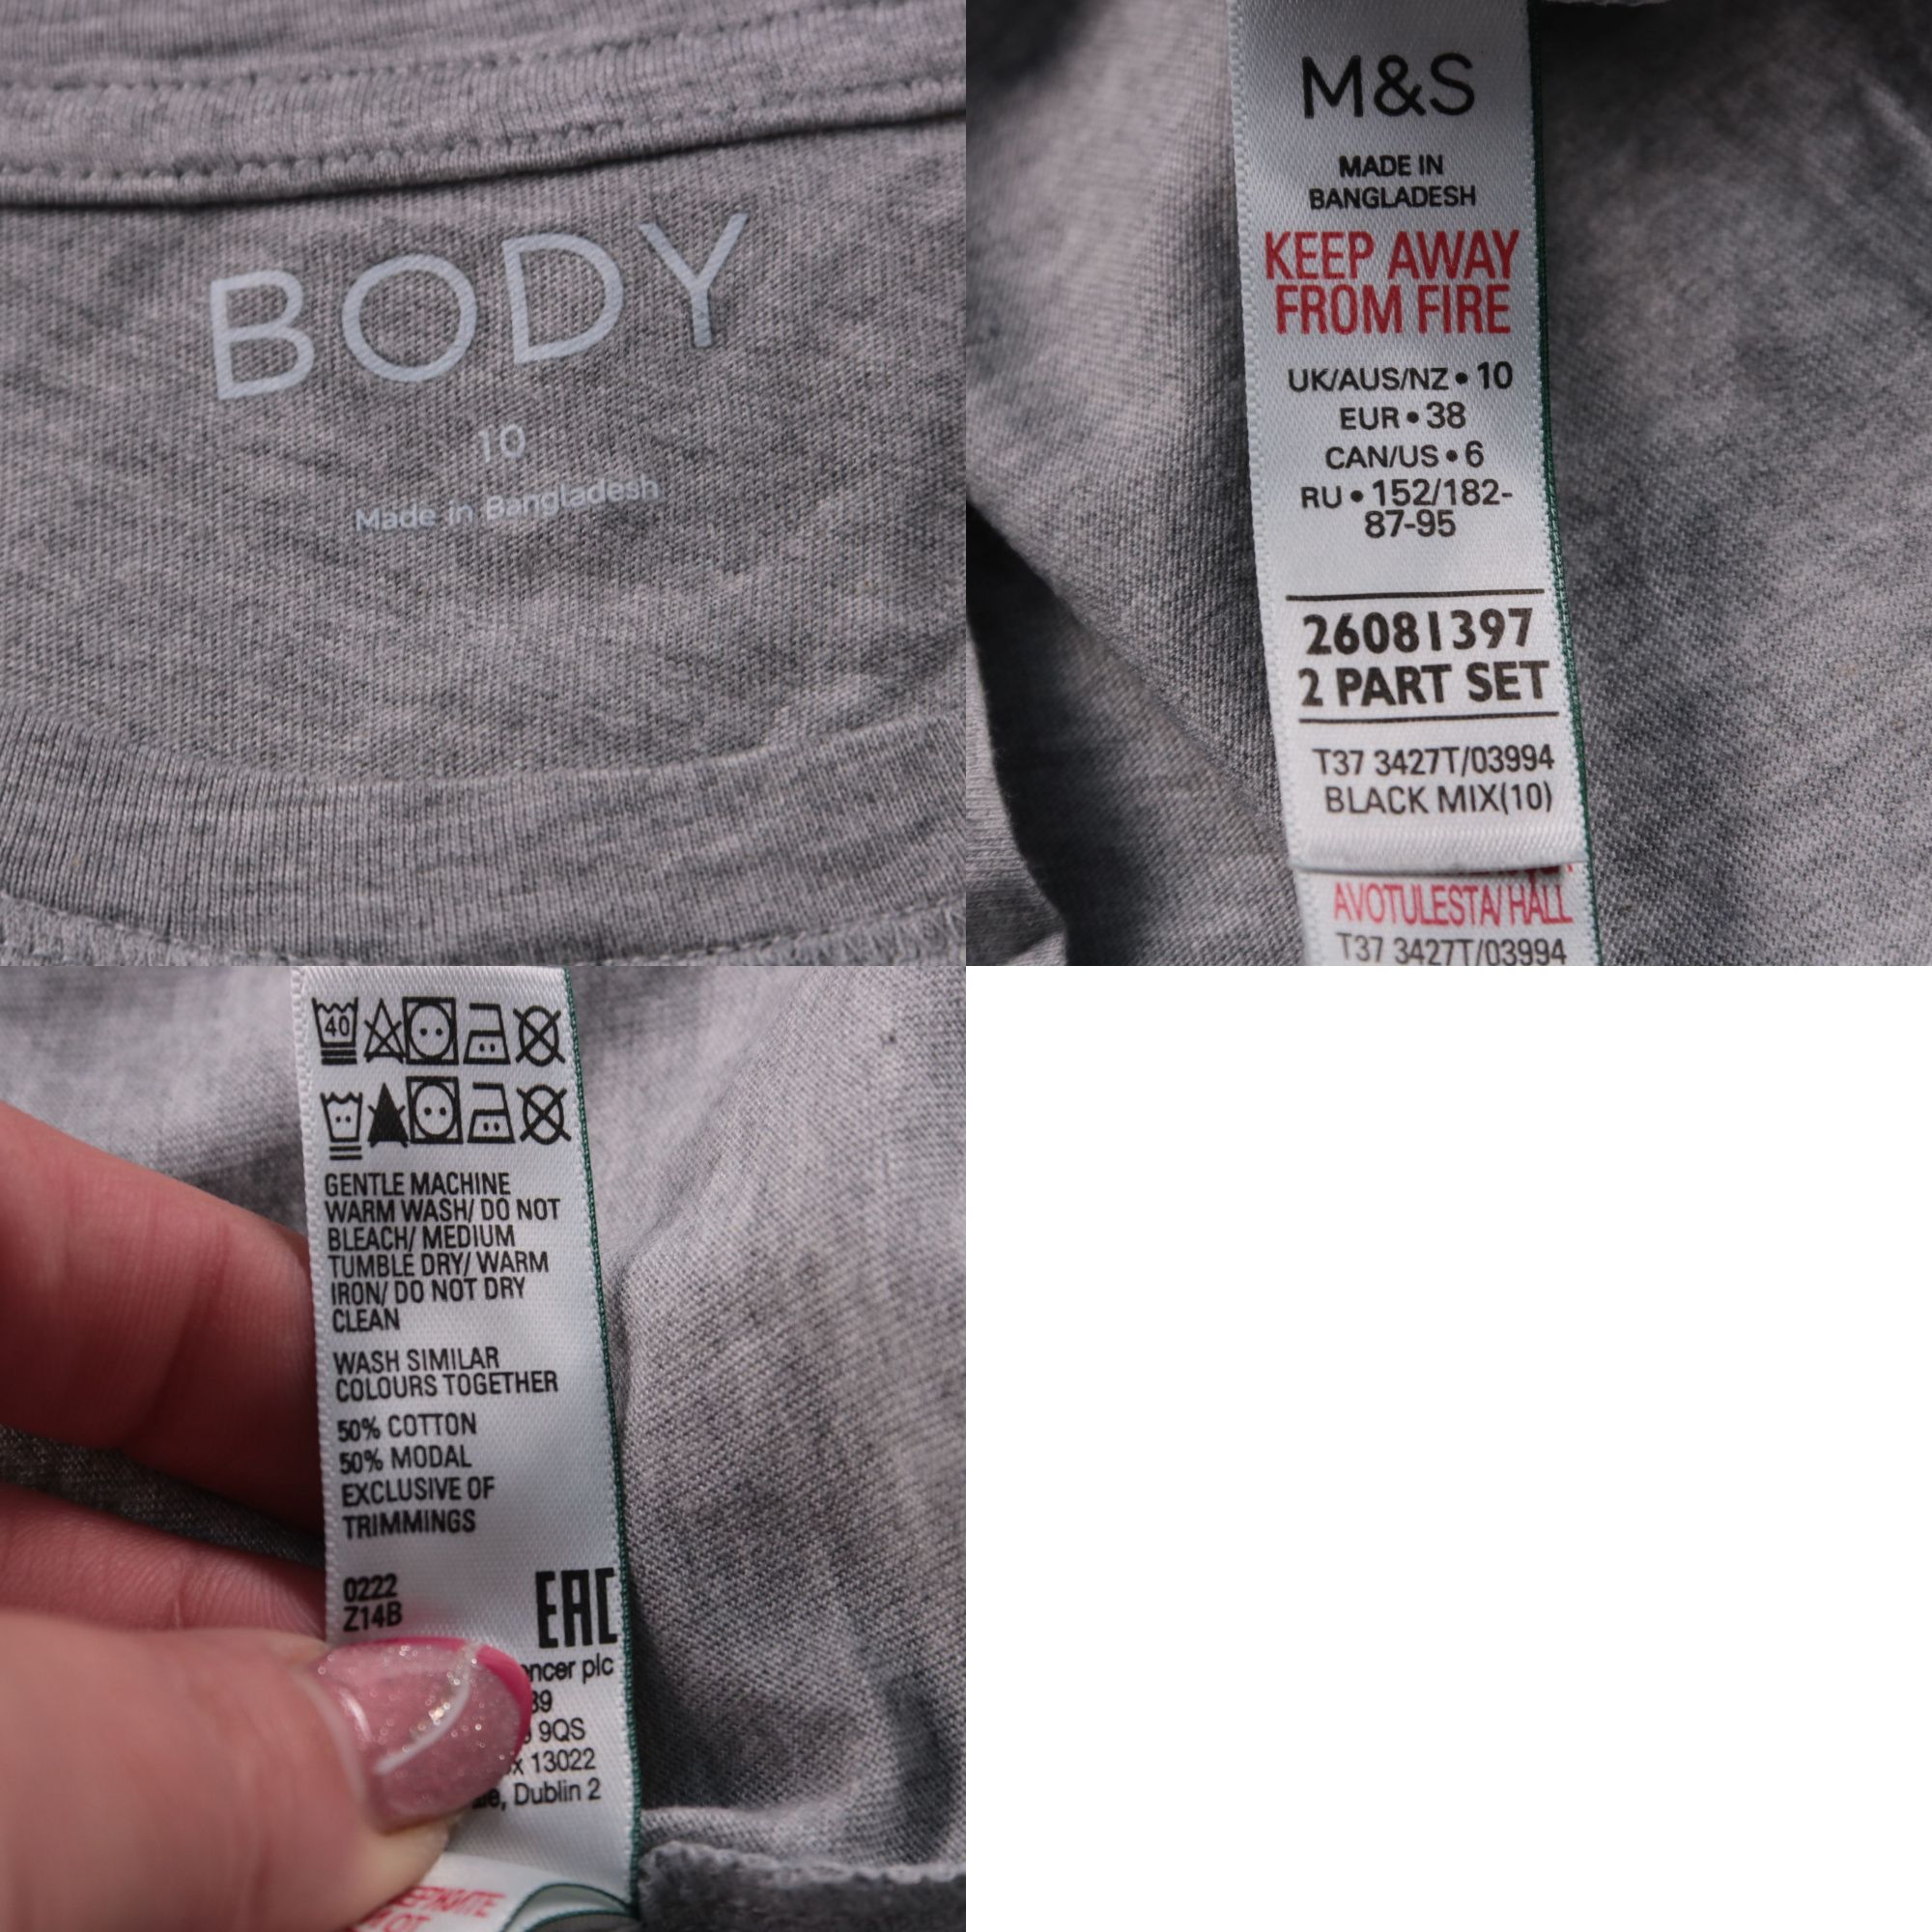 BODY
10
Made in Bangladesh
M&S
MADE IN
BANGLADESH
KEEP AWAY
FROM FIRE
UK/AUS/NZ • 10
EUR • 38
CAN/US • 6
RU • 152/182-
87-95
26081397
2 PART SET
T37 3427T/03994
BLACK MIX(10)
AVOTULESTA/ HALL
T37 3427T/03994
40
GENTLE MACHINE
WARM WASH/ DO NOT
BLEACH/ MEDIUM
TUMBLE DRY/ WARM
IRON/ DO NOT DRY
CLEAN
WASH SIMILAR
COLOURS TOGETHER
50% COTTON
50% MODAL
EXCLUSIVE OF
TRIMMINGS
0222
Z14B
EAC
plc
9QS
13022
Dublin 2